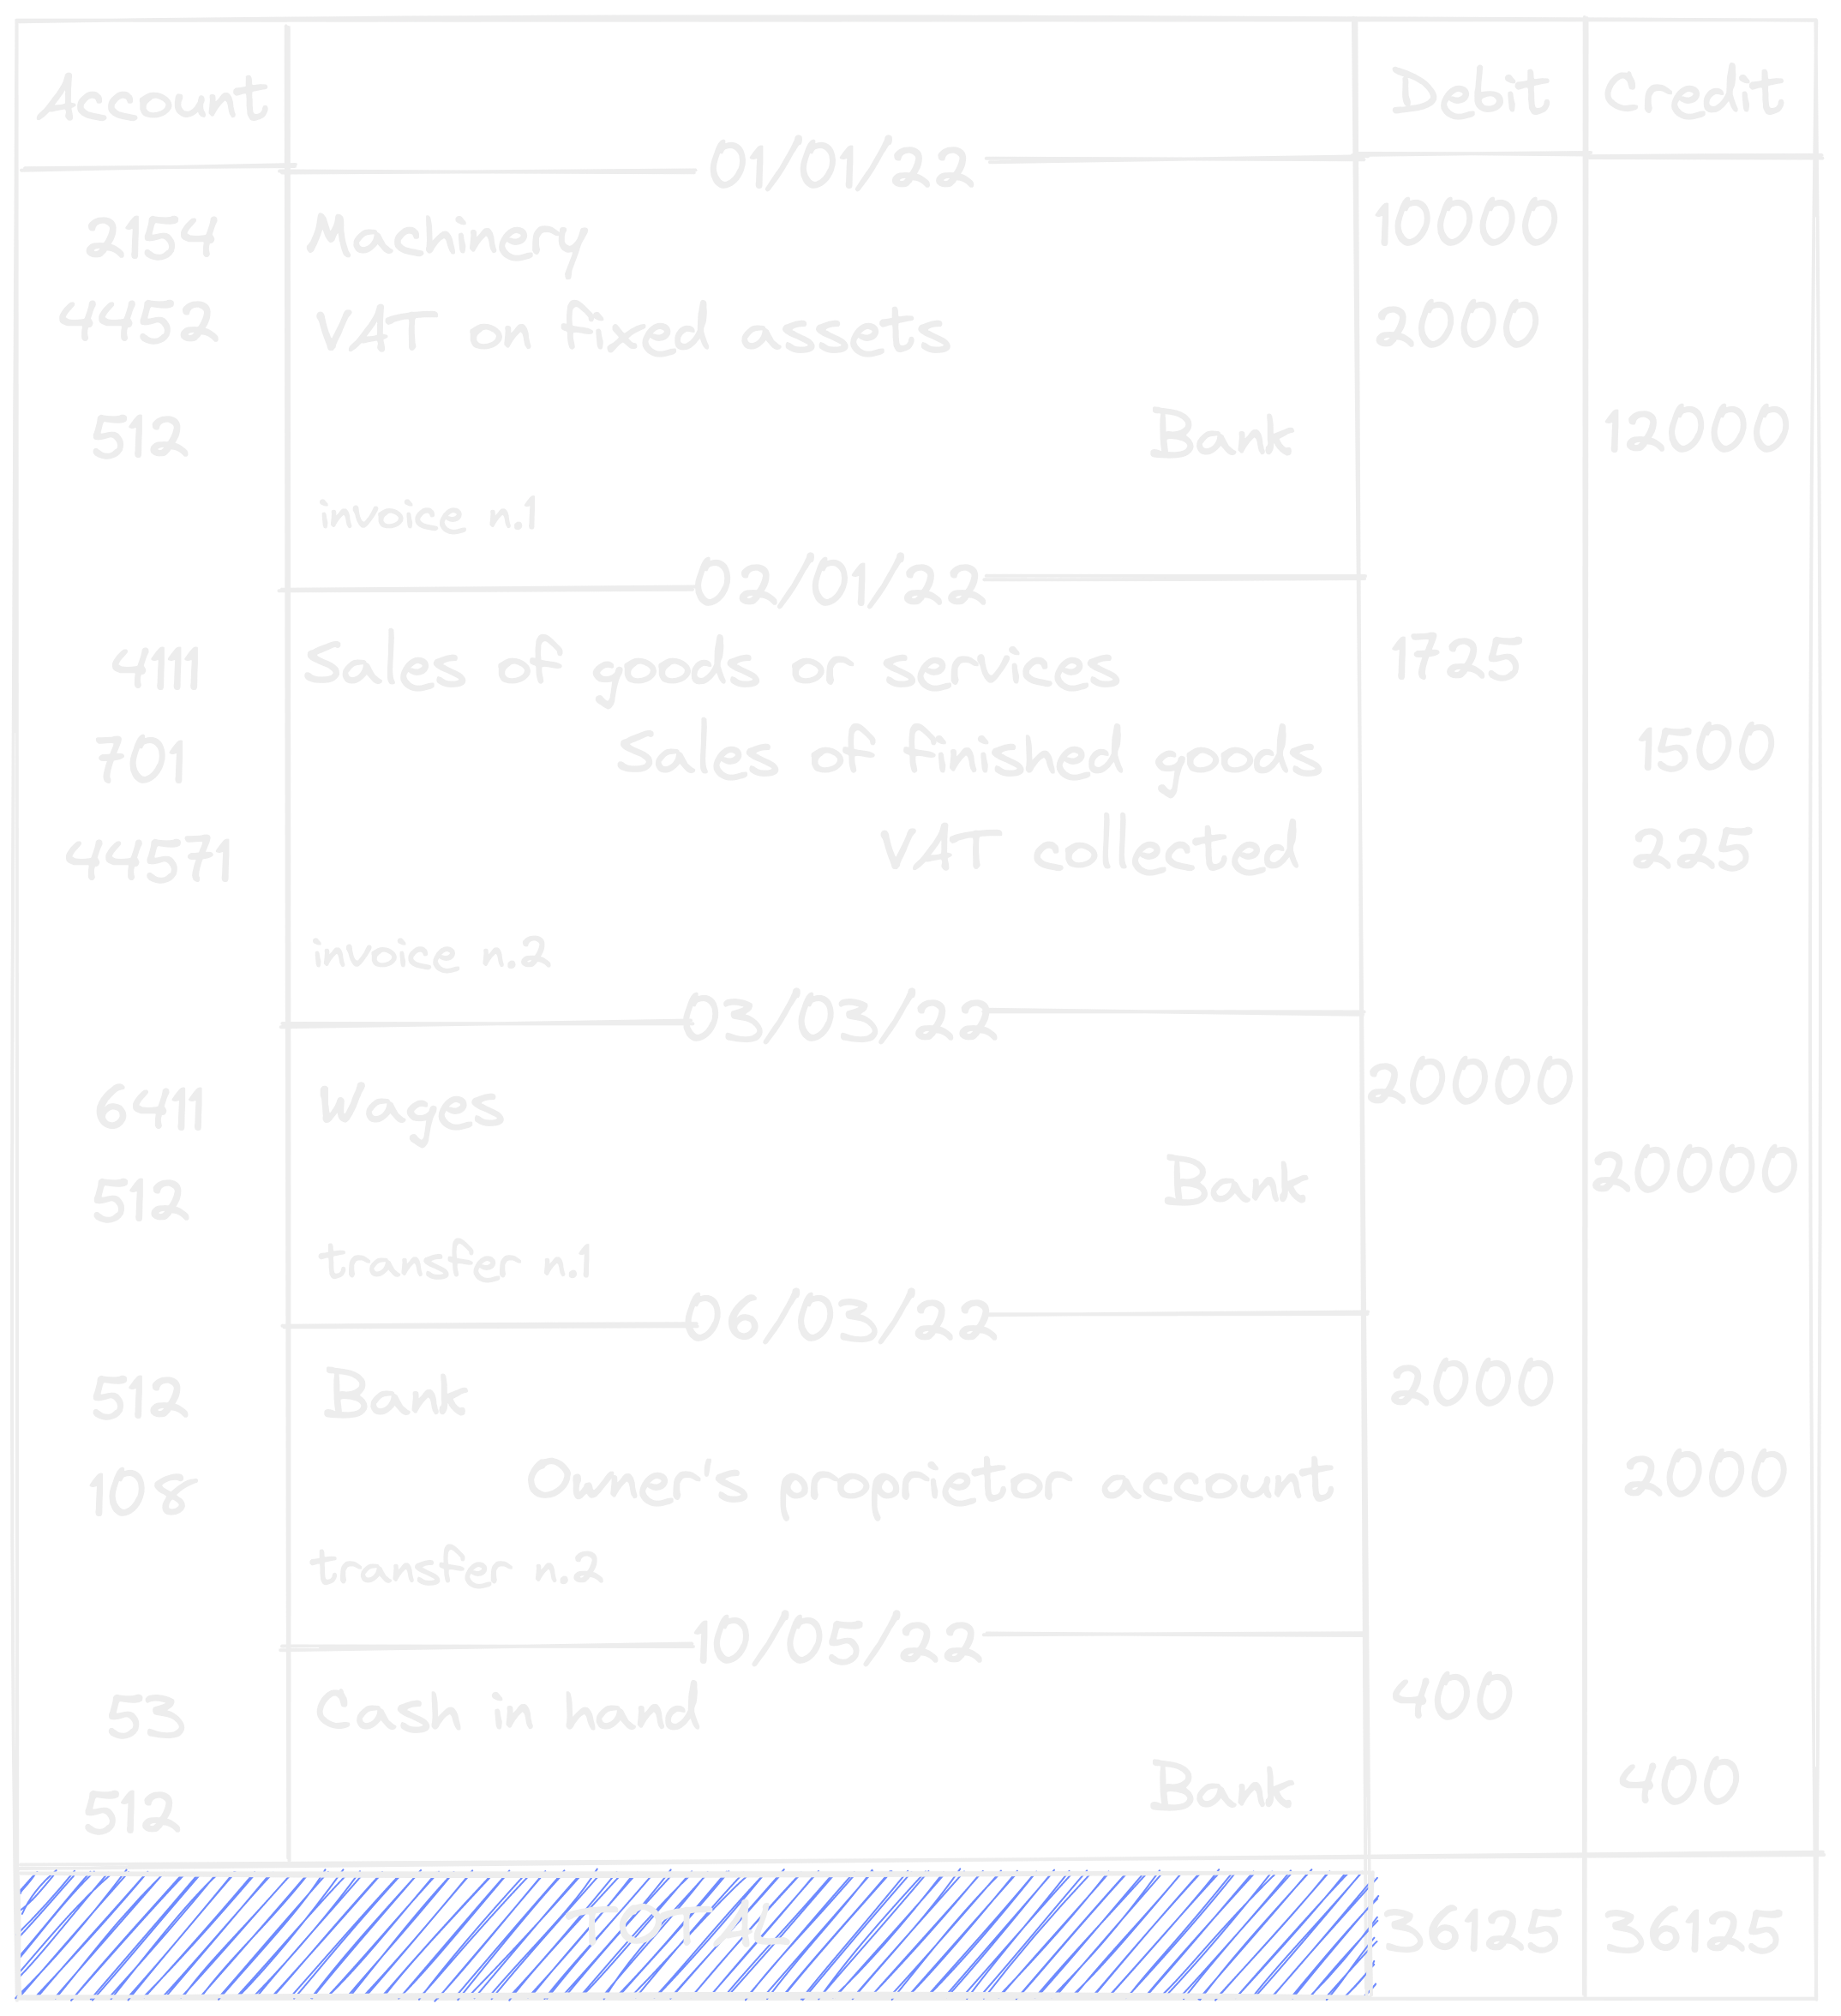 Account Debit Credit
01/01/22
2154 Machinery 10000
4452 VAT on fixed assets 2000
512 Bank 12000
invoice n.1
02/01/22
4111 Sales of goods or services 1725
701 Sales of finished goods 1500
44571 VAT collected 225
invoice n.2
03/03/22
6411 Wages 20000
512 Bank 20000
transfer n.1
06/03/22
512 Bank 2000
108 Owner's proprietor account 2000
transfer n.2
10/05/22
53 Cash in hand 400
512 Bank 400
TOTAL 36125 36125